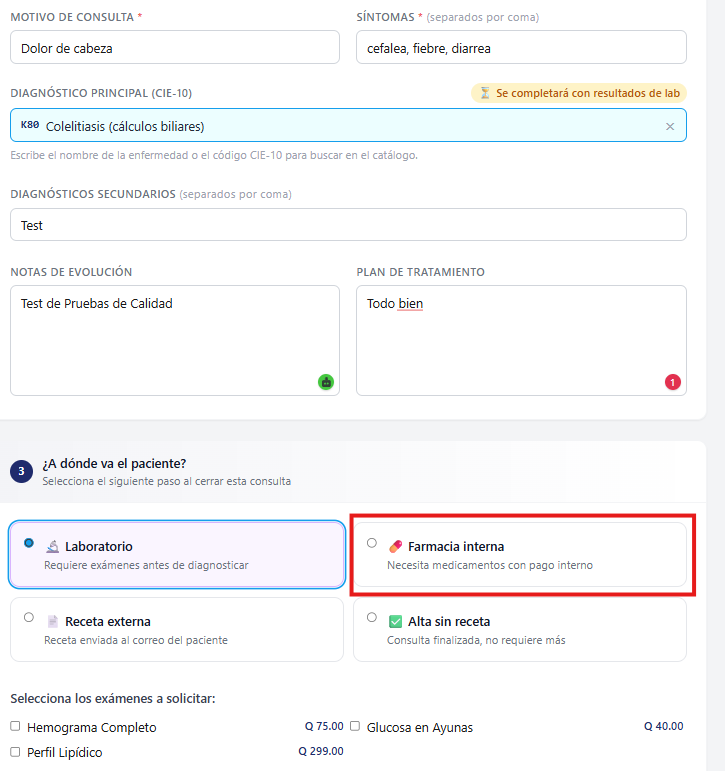 MOTIVO DE CONSULTA *
Dolor de cabeza
SÍNTOMAS * (separados por coma)
cefalea, fiebre, diarrea
DIAGNÓSTICO PRINCIPAL (CIE-10)
⏳ Se completará con resultados de lab
K80 Colelitiasis (cálculos biliares) ×
Escribe el nombre de la enfermedad o el código CIE-10 para buscar en el catálogo.
DIAGNÓSTICOS SECUNDARIOS (separados por coma)
Test
NOTAS DE EVOLUCIÓN
Test de Pruebas de Calidad
PLAN DE TRATAMIENTO
Todo bien
1
3
¿A dónde va el paciente?
Selecciona el siguiente paso al cerrar esta consulta
Laboratorio
Requiere exámenes antes de diagnosticar
Farmacia interna
Necesita medicamentos con pago interno
Receta externa
Receta enviada al correo del paciente
Alta sin receta
Consulta finalizada, no requiere más
Selecciona los exámenes a solicitar:
Hemograma Completo Q 75.00
Glucosa en Ayunas Q 40.00
Perfil Lipídico Q 299.00